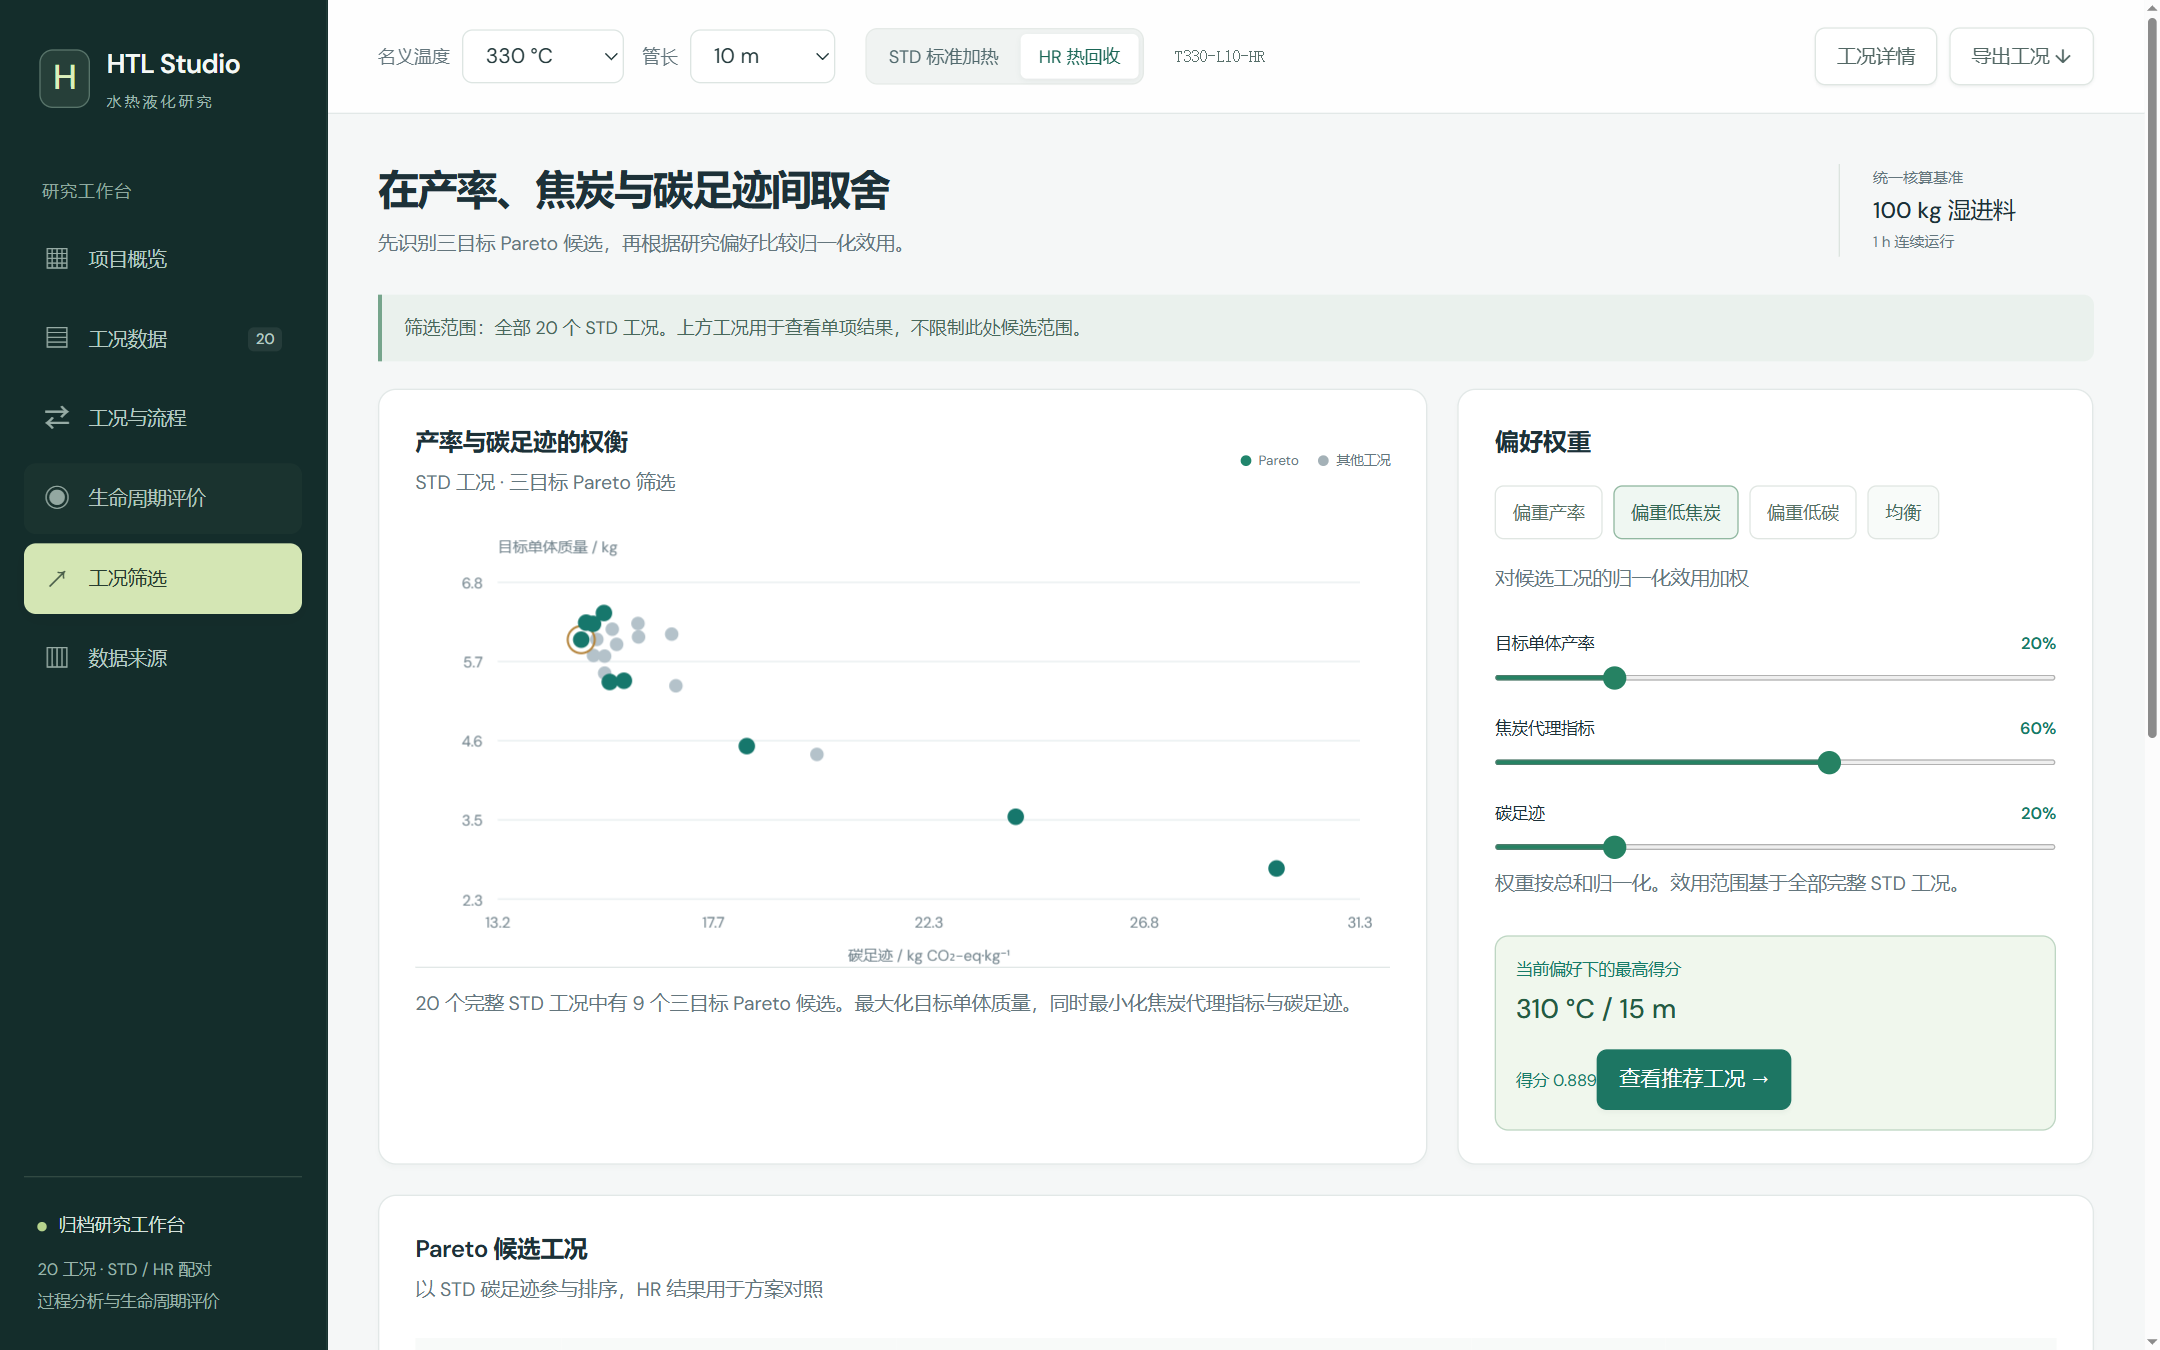 H
HTL Studio
水热液化研究
研究工作台
项目概览
工况数据 20
工况与流程
生命周期评价
工况筛选
数据来源
归档研究工作台
20 工况 · STD / HR 配对
过程分析与生命周期评价
名义温度 330 °C 管长 10 m STD 标准加热 HR 热回收 T330-L10-HR 工况详情 导出工况 ↓
在产率、焦炭与碳足迹间取舍
先识别三目标 Pareto 候选，再根据研究偏好比较归一化效用。
统一核算基准
100 kg 湿进料
1 h 连续运行
筛选范围：全部 20 个 STD 工况。上方工况用于查看单项结果，不限制此处候选范围。
产率与碳足迹的权衡
STD 工况 · 三目标 Pareto 筛选
Pareto 其他工况
目标单体质量 / kg
6.8
5.7
4.6
3.5
2.3
13.2 17.7 22.3 26.8 31.3
碳足迹 / kg CO₂-eq·kg⁻¹
20 个完整 STD 工况中有 9 个三目标 Pareto 候选。最大化目标单体质量，同时最小化焦炭代理指标与碳足迹。
偏好权重
偏重产率 偏重低焦炭 偏重低碳 均衡
对候选工况的归一化效用加权
目标单体产率 20%
焦炭代理指标 60%
碳足迹 20%
权重按总和归一化。效用范围基于全部完整 STD 工况。
当前偏好下的最高得分
310 °C / 15 m
得分 0.889 查看推荐工况 →
Pareto 候选工况
以 STD 碳足迹参与排序，HR 结果用于方案对照